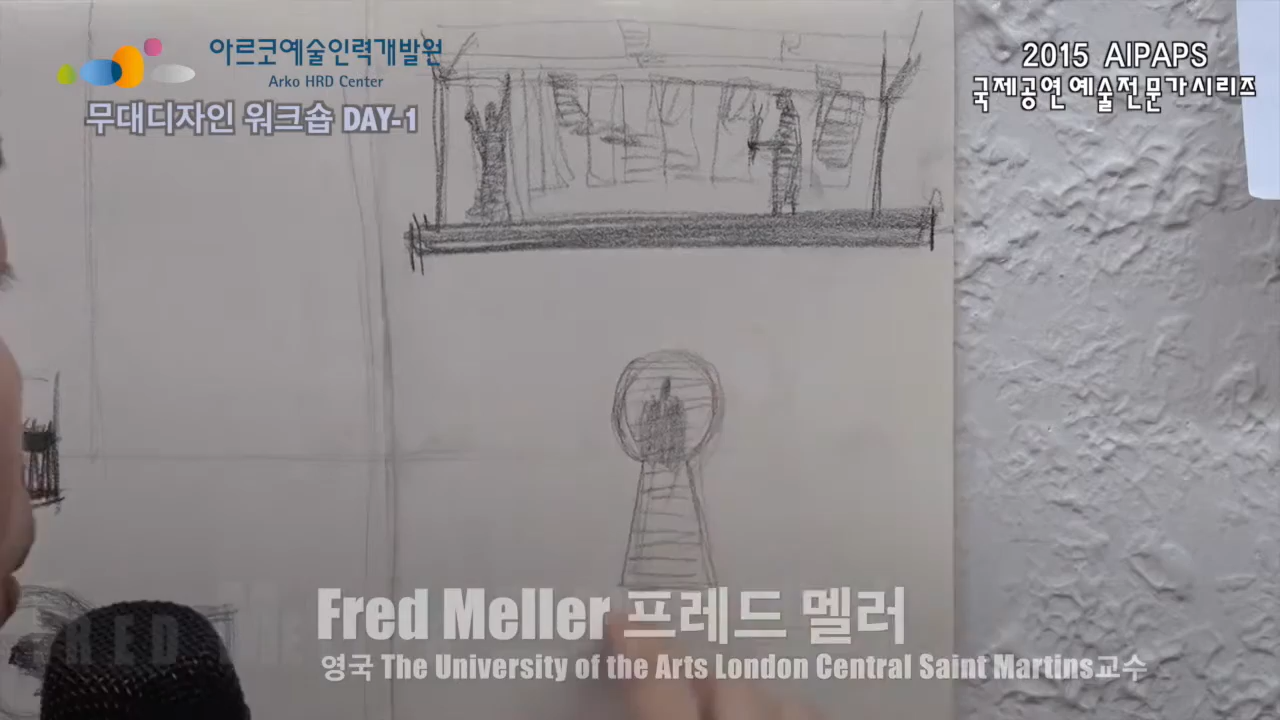 아르코예술인력개발원
Arko HRD Center
무대디자인 워크숍 DAY-1
2015 AIPAPS
국제공연예술전문가시리즈
Fred Meller 프레드 멜러
RED
영국 The University of the Arts London Central Saint Martins교수